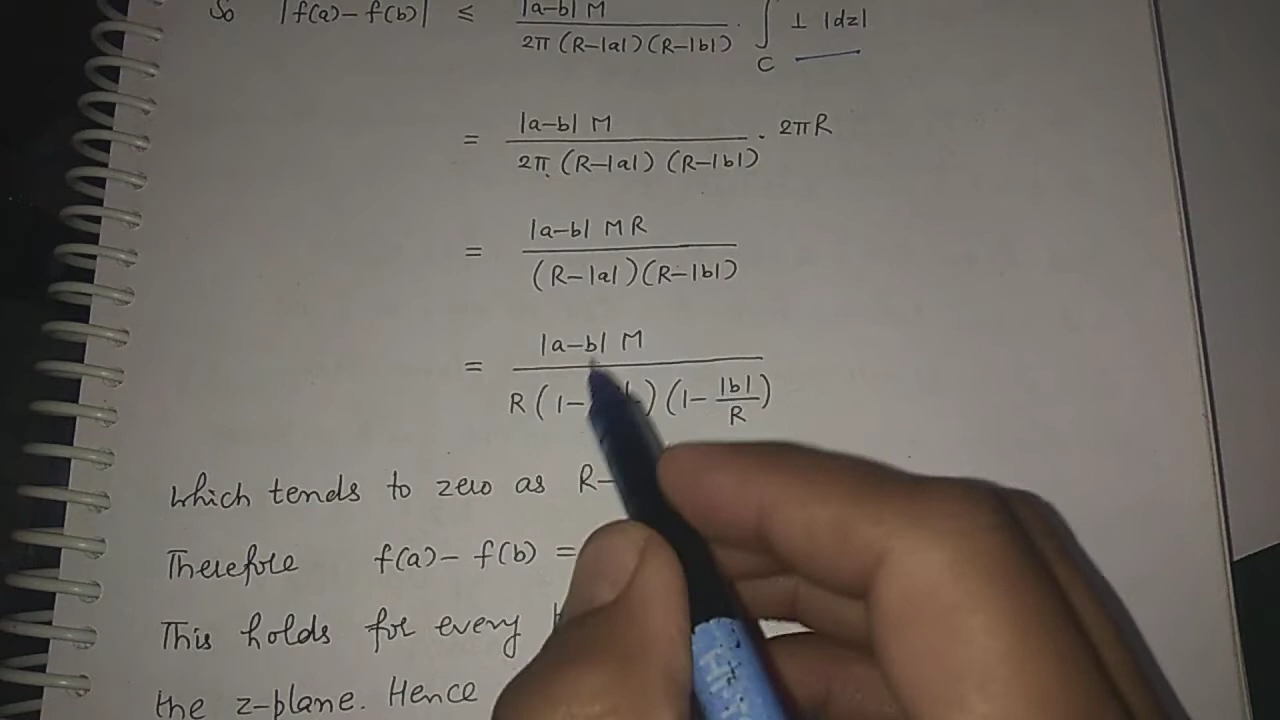 So |f(a)-f(b)| ≤ |a-b| M / 2π (R-|a|)(R-|b|) . ∫_C 1 |dz|
= |a-b| M / 2π (R-|a|) (R-|b|) . 2πR
= |a-b| M R / (R-|a|)(R-|b|)
= |a-b| M / R (1- ) (1- |b|/R)
which tends to zero as R-
Therefore f(a)- f(b) =
This holds for every
the z-plane. Hence